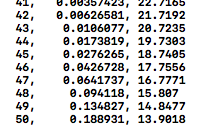 41,   0.00357423, 22.7165
42,   0.00626581, 21.7192
43,    0.0106077, 20.7235
44,    0.0173819, 19.7303
45,    0.0276265, 18.7405
46,    0.0426728, 17.7556
47,    0.0641737, 16.7771
48,     0.094118, 15.807
49,     0.134827, 14.8477
50,     0.188931, 13.9018